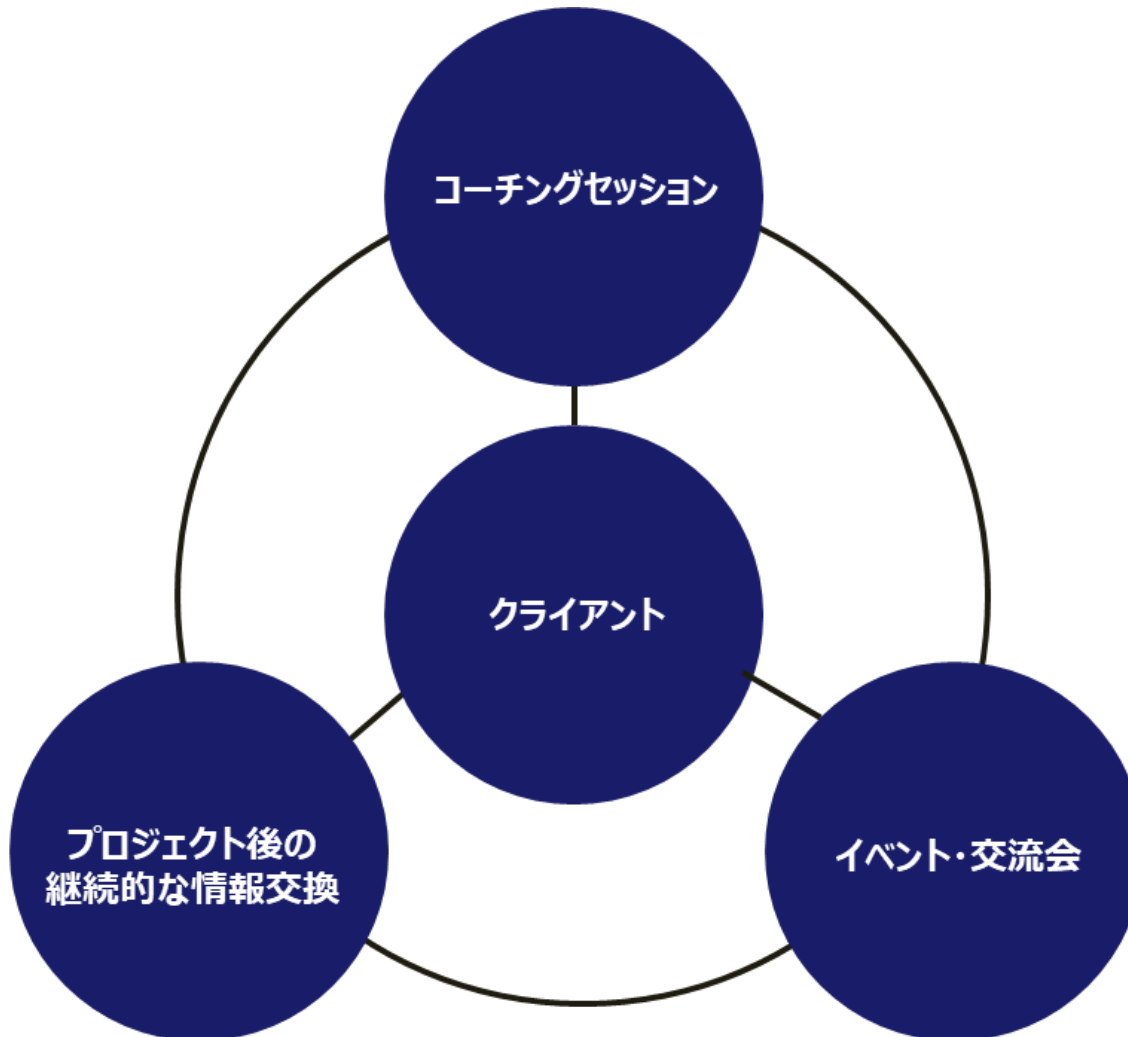 コーチングセッション
クライアント
プロジェクト後の
継続的な情報交換
イベント・交流会